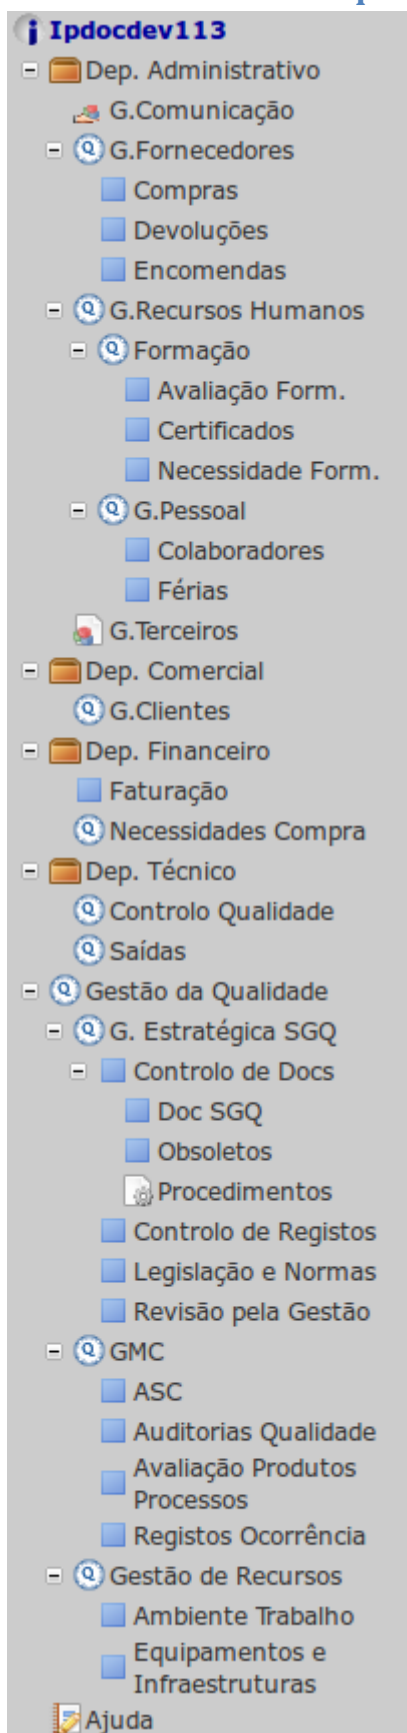 Ipdocdev113
Dep. Administrativo
G.Comunicação
G.Fornecedores
Compras
Devoluções
Encomendas
G.Recursos Humanos
Formação
Avaliação Form.
Certificados
Necessidade Form.
G.Pessoal
Colaboradores
Férias
G.Terceiros
Dep. Comercial
G.Clientes
Dep. Financeiro
Faturação
Necessidades Compra
Dep. Técnico
Controlo Qualidade
Saídas
Gestão da Qualidade
G. Estratégica SGQ
Controlo de Docs
Doc SGQ
Obsoletos
Procedimentos
Controlo de Registos
Legislação e Normas
Revisão pela Gestão
GMC
ASC
Auditorias Qualidade
Avaliação Produtos
Processos
Registos Ocorrência
Gestão de Recursos
Ambiente Trabalho
Equipamentos e
Infraestruturas
Ajuda